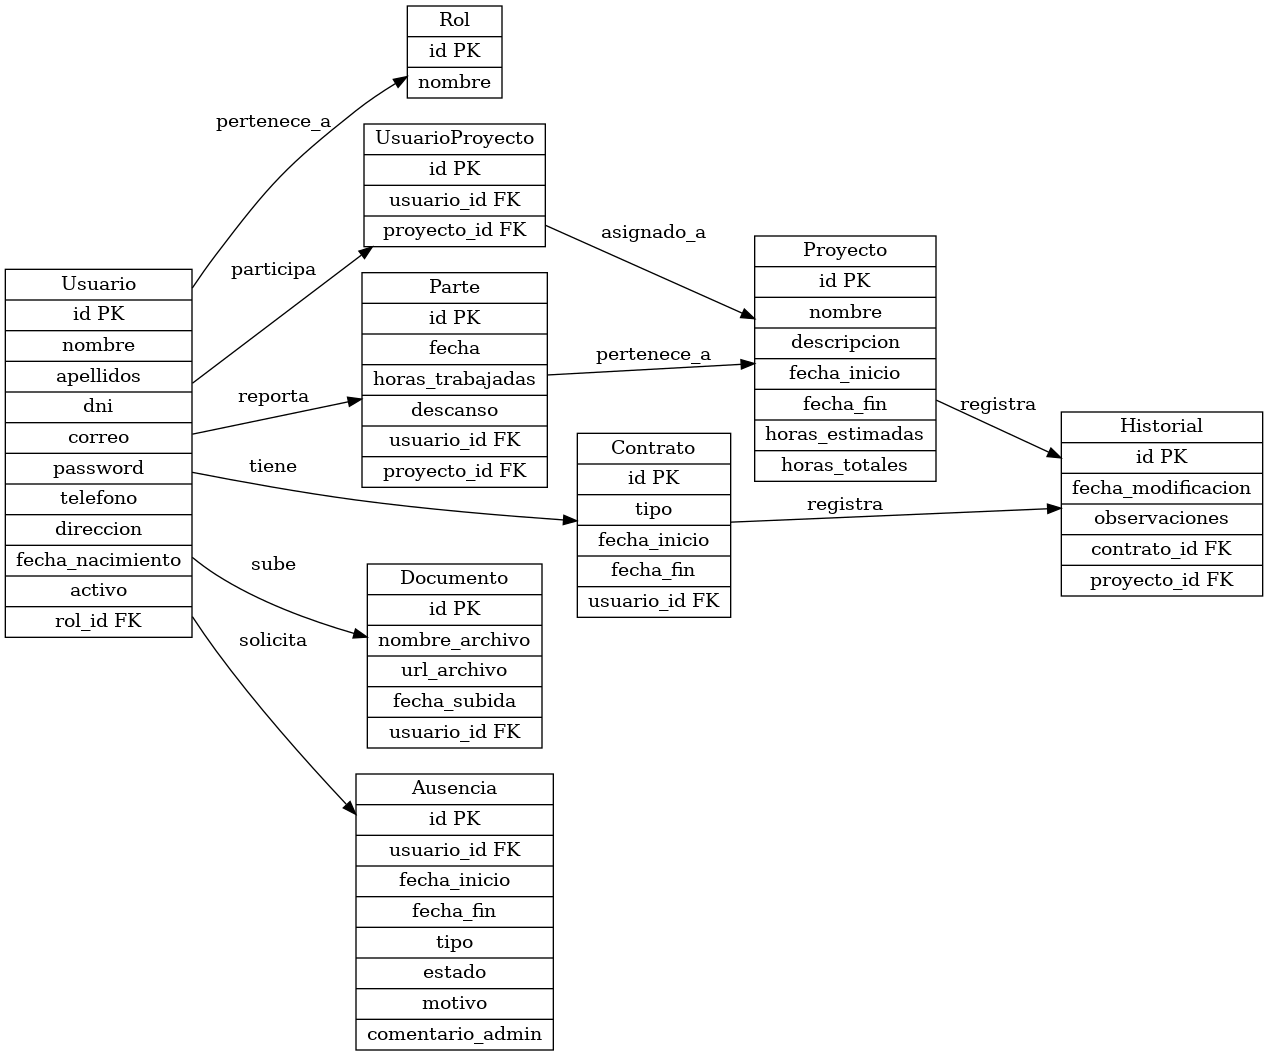 Rol
id PK
nombre
pertenece_a
UsuarioProyecto
id PK
usuario_id FK
proyecto_id FK
asignado_a
participa
Usuario
id PK
nombre
apellidos
dni
correo
password
telefono
direccion
fecha_nacimiento
activo
rol_id FK
Parte
id PK
fecha
horas_trabajadas
descanso
usuario_id FK
proyecto_id FK
reporta
pertenece_a
Proyecto
id PK
nombre
descripcion
fecha_inicio
fecha_fin
horas_estimadas
horas_totales
registra
tiene
Contrato
id PK
tipo
fecha_inicio
fecha_fin
usuario_id FK
registra
Historial
id PK
fecha_modificacion
observaciones
contrato_id FK
proyecto_id FK
sube
Documento
id PK
nombre_archivo
url_archivo
fecha_subida
usuario_id FK
solicita
Ausencia
id PK
usuario_id FK
fecha_inicio
fecha_fin
tipo
estado
motivo
comentario_admin